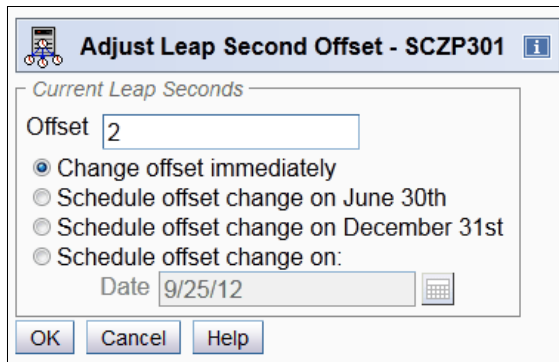 Adjust Leap Second Offset - SCZP301 i
Current Leap Seconds
Offset 2
Change offset immediately
Schedule offset change on June 30th
Schedule offset change on December 31st
Schedule offset change on:
Date 9/25/12
OK Cancel Help